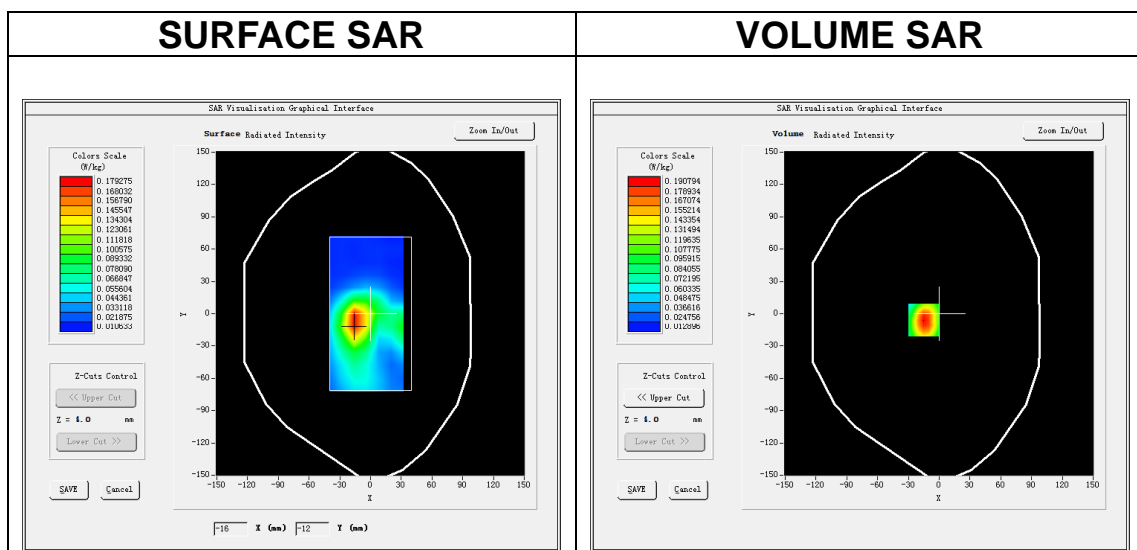 SURFACE SAR
VOLUME SAR
SAR Visualisation Graphical Interface
Surface Radiated Intensity
Zoom In/Out
Colors Scale
(W/kg)
0.179275
0.168032
0.156790
0.145547
0.134304
0.123061
0.111818
0.100575
0.089332
0.078090
0.066847
0.055604
0.044361
0.033118
0.021875
0.010633
150
120
90
60
30
0
-30
-60
-90
-120
-150
Y
-150 -120 -90 -60 -30 0 30 60 90 120 150
X
Z-Cuts Control
<< Upper Cut
Z = 4.0 mm
Lower Cut >>
SAVE Cancel
-16 X (mm) -12 Y (mm)
SAR Visualisation Graphical Interface
Volume Radiated Intensity
Zoom In/Out
Colors Scale
(W/kg)
0.190794
0.178934
0.167074
0.155214
0.143354
0.131494
0.119635
0.107775
0.095915
0.084055
0.072195
0.060335
0.048475
0.036616
0.024756
0.012896
150
120
90
60
30
0
-30
-60
-90
-120
-150
Y
-150 -120 -90 -60 -30 0 30 60 90 120 150
X
Z-Cuts Control
<< Upper Cut
Z = 4.0 mm
Lower Cut >>
SAVE Cancel